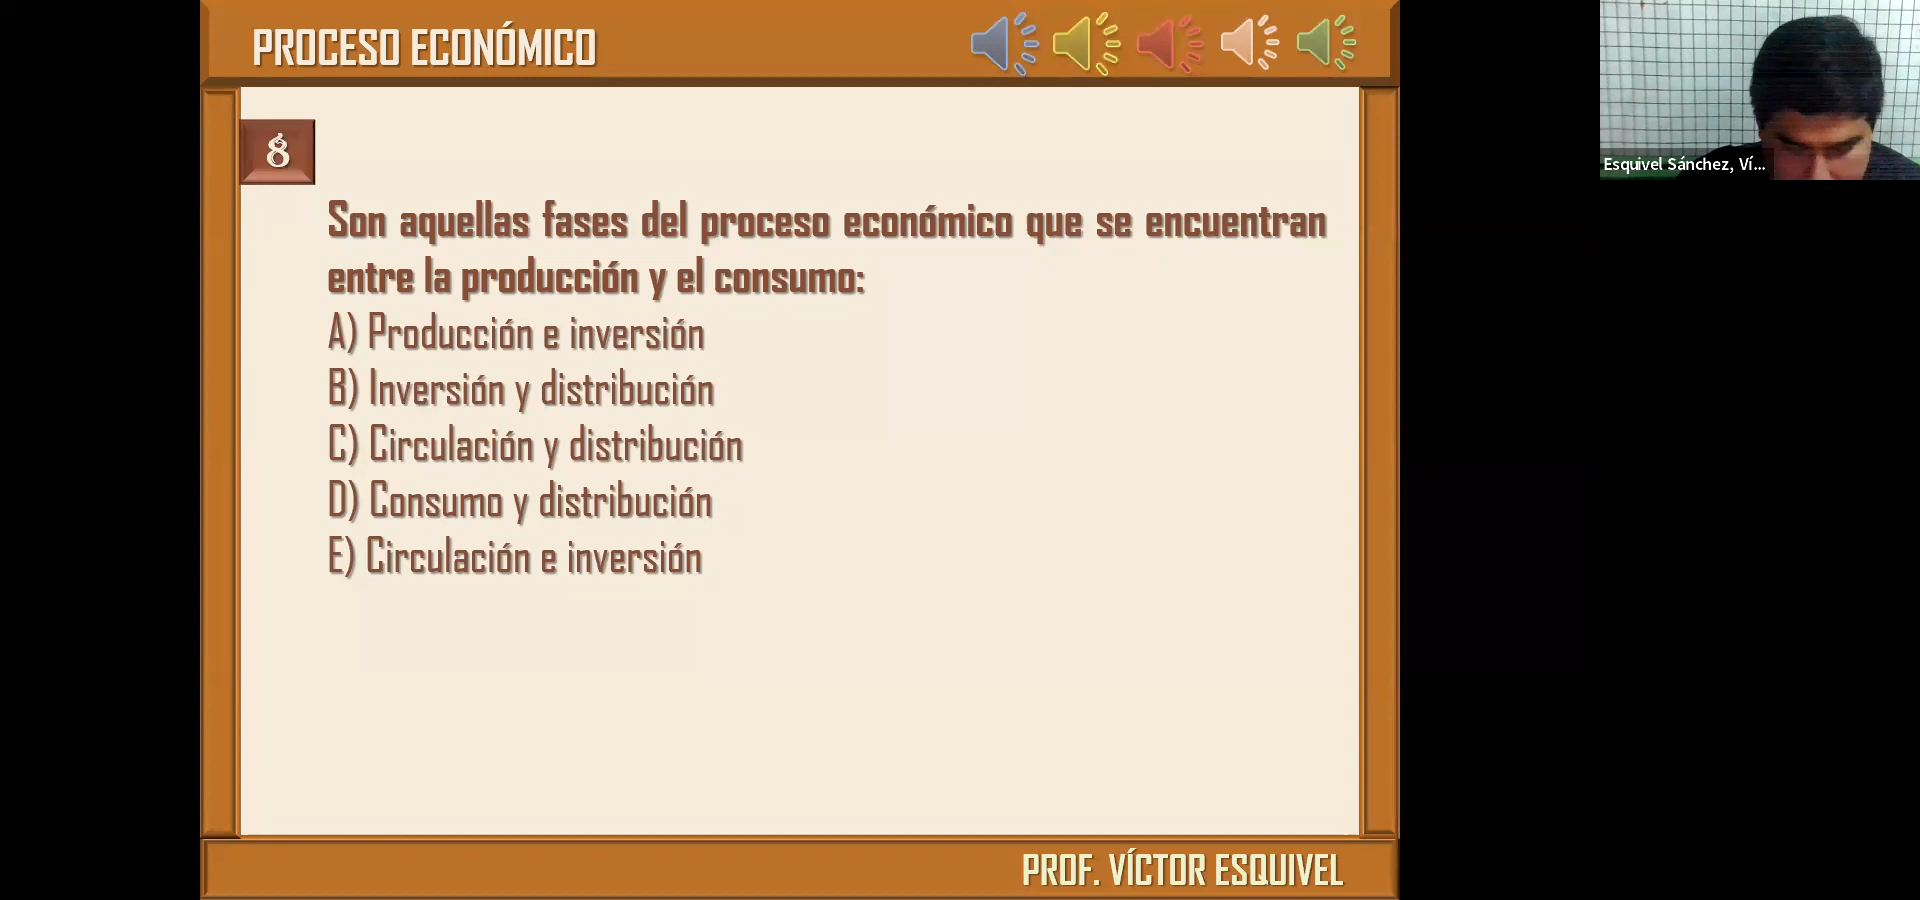 PROCESO ECONÓMICO
8
Son aquellas fases del proceso económico que se encuentran
entre la producción y el consumo:
A) Producción e inversión
B) Inversión y distribución
C) Circulación y distribución
D) Consumo y distribución
E) Circulación e inversión
PROF. VÍCTOR ESQUIVEL
Esquivel Sánchez, Ví...